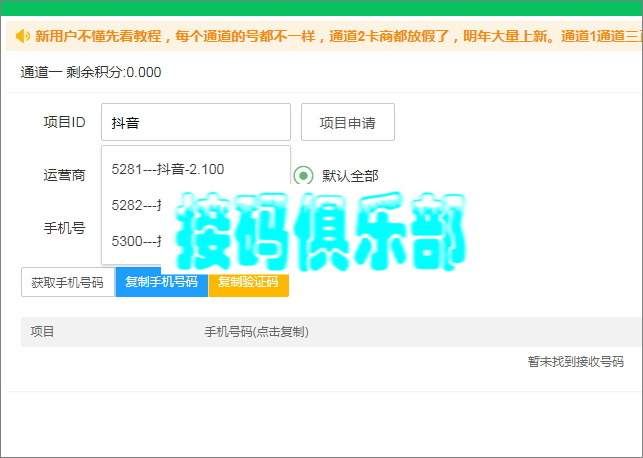 新用户不懂先看教程，每个通道的号都不一样，通道2卡商都放假了，明年大量上新。通道1通道三
通道一 剩余积分:0.000
项目ID 抖音 项目申请
5281---抖音-2.100
运营商 默认全部
5282---
手机号
5300---
接码俱乐部
获取手机号码 复制手机号码 复制验证码
项目 手机号码(点击复制)
暂未找到接收号码